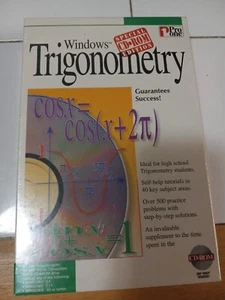 Windows™
Trigonometry
SPECIAL
CD-ROM
EDITION
Pro
one
Guarantees
Success!
cos x =
cos(x+2π)
Ideal for high school
Trigonometry students.
Self-help tutorials in
40 key subject areas.
Over 500 practice
problems with
step-by-step solutions.
An invaluable
supplement to the time
spent in the
CD-ROM